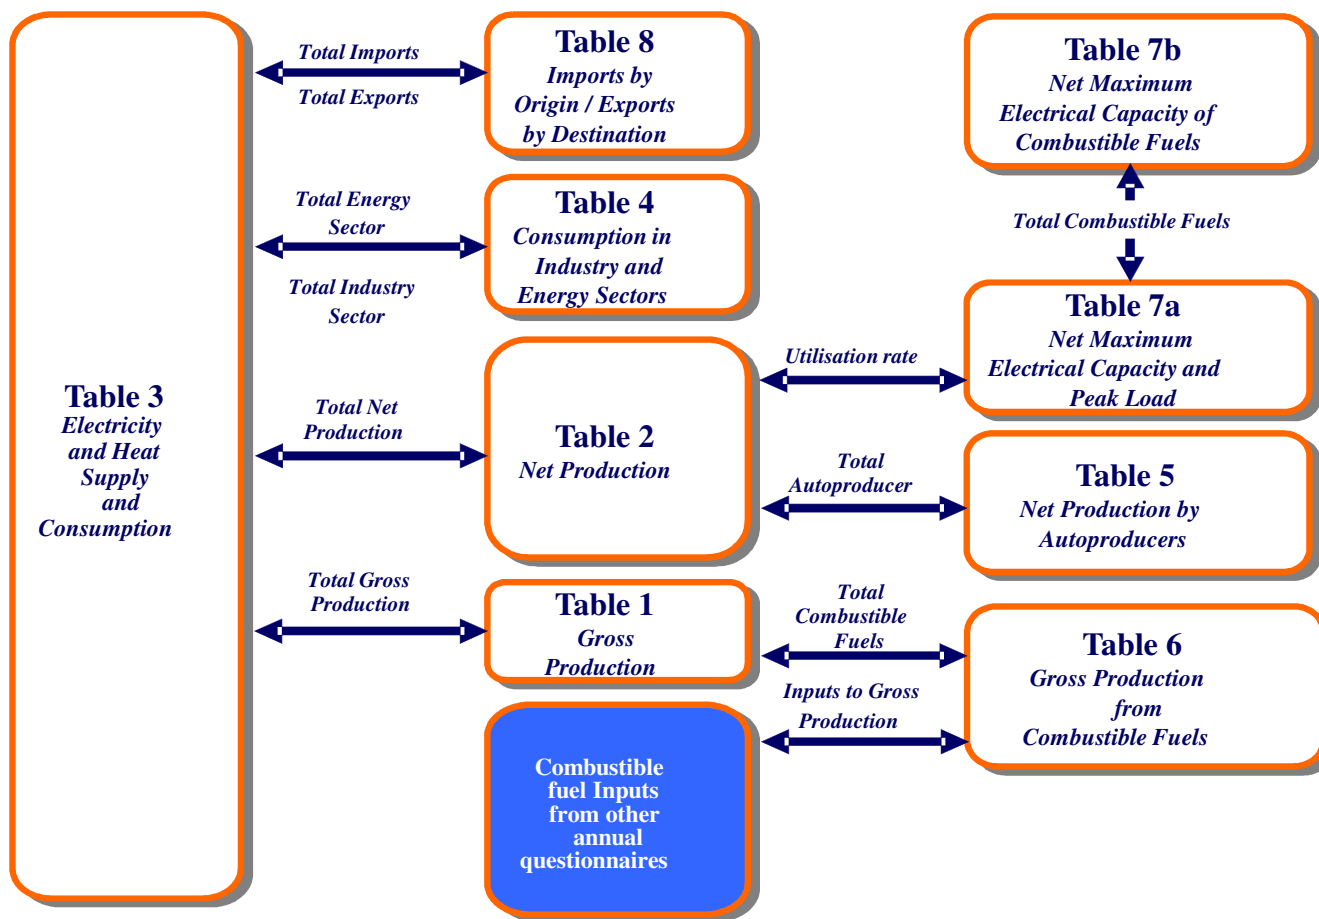 Table 3
Electricity
and Heat
Supply
and
Consumption
Total Imports
Total Exports
Total Energy
Sector
Total Industry
Sector
Total Net
Production
Total Gross
Production
Table 8
Imports by
Origin / Exports
by Destination
Table 4
Consumption in
Industry and
Energy Sectors
Table 2
Net Production
Table 1
Gross
Production
Combustible
fuel Inputs
from other
annual
questionnaires
Utilisation rate
Total
Autoproducer
Total
Combustible
Fuels
Inputs to Gross
Production
Table 7b
Net Maximum
Electrical Capacity of
Combustible Fuels
Total Combustible Fuels
Table 7a
Net Maximum
Electrical Capacity and
Peak Load
Table 5
Net Production by
Autoproducers
Table 6
Gross Production
from
Combustible Fuels